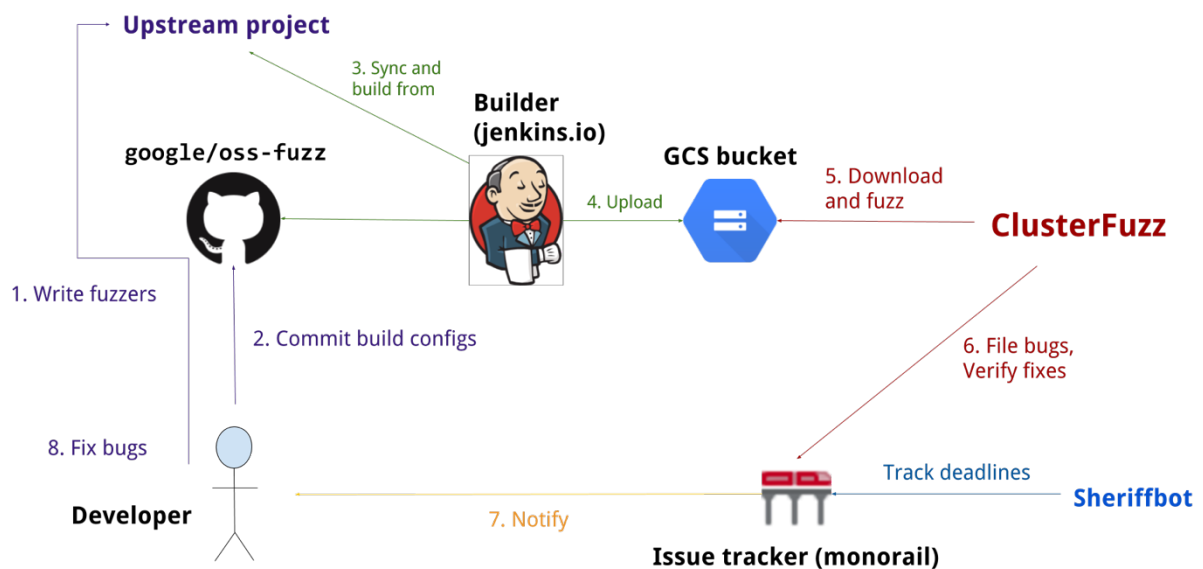 Upstream project
3. Sync and
build from
Builder
(jenkins.io)
google/oss-fuzz
GCS bucket
5. Download
and fuzz
4. Upload
ClusterFuzz
1. Write fuzzers
2. Commit build configs
6. File bugs,
Verify fixes
8. Fix bugs
Track deadlines
Sheriffbot
Developer
7. Notify
Issue tracker (monorail)